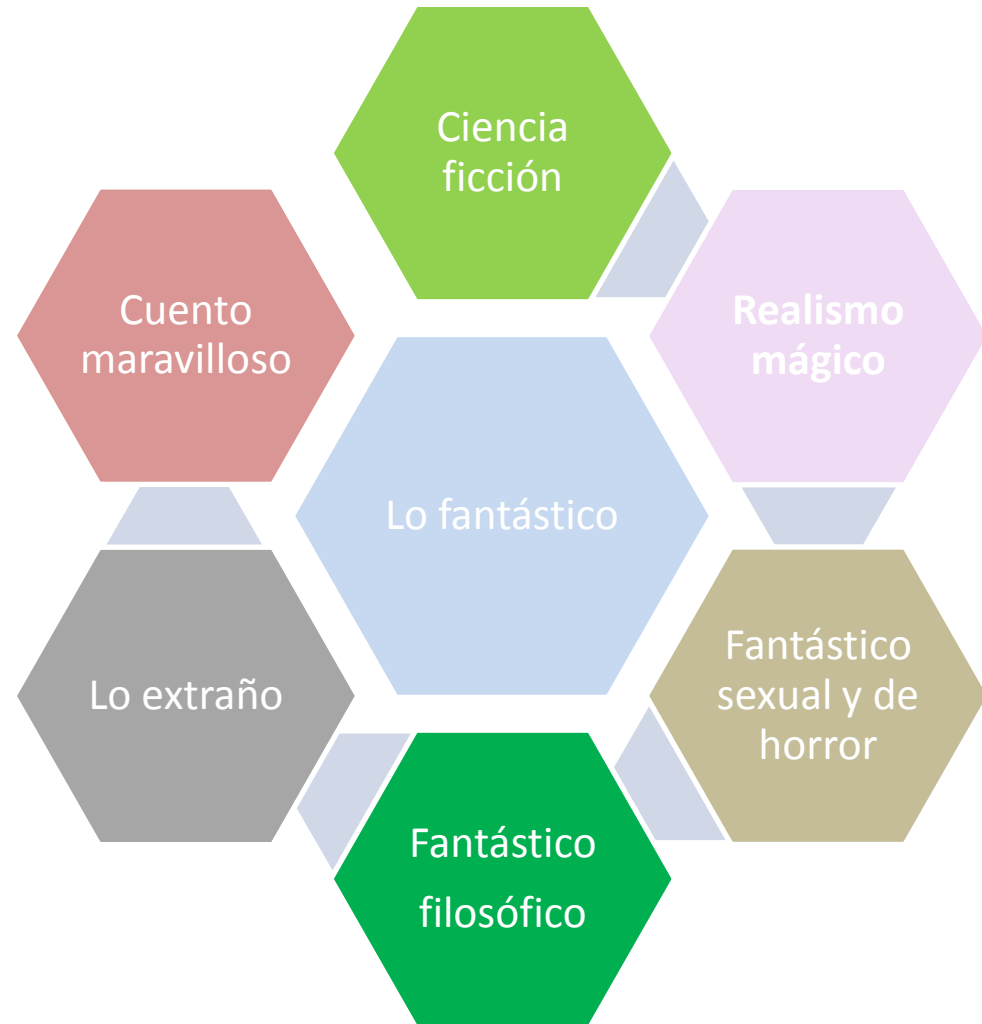 Ciencia
ficción
Realismo
mágico
Fantástico
sexual y de
horror
Fantástico
filosófico
Lo extraño
Cuento
maravilloso
Lo fantástico